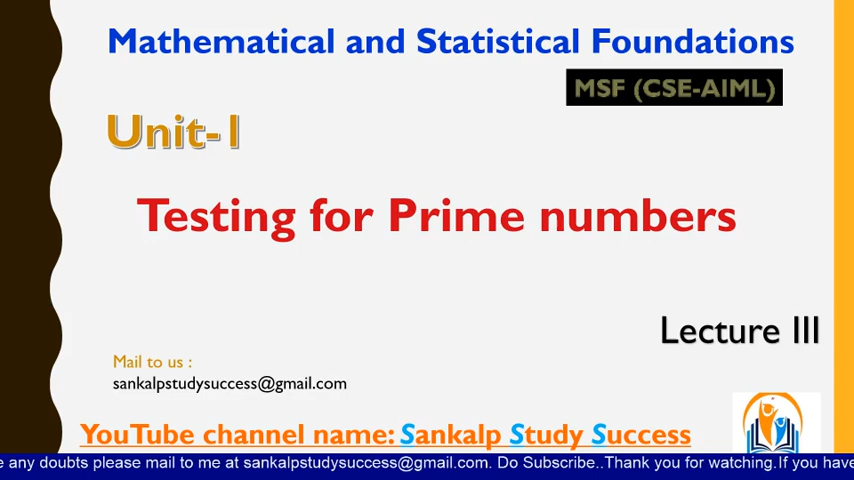 Mathematical and Statistical Foundations
MSF (CSE-AIML)
Unit-1
Testing for Prime numbers
Lecture III
Mail to us :
sankalpstudysuccess@gmail.com
YouTube channel name: Sankalp Study Success
e any doubts please mail to me at sankalpstudysuccess@gmail.com. Do Subscribe..Thank you for watching.If you have